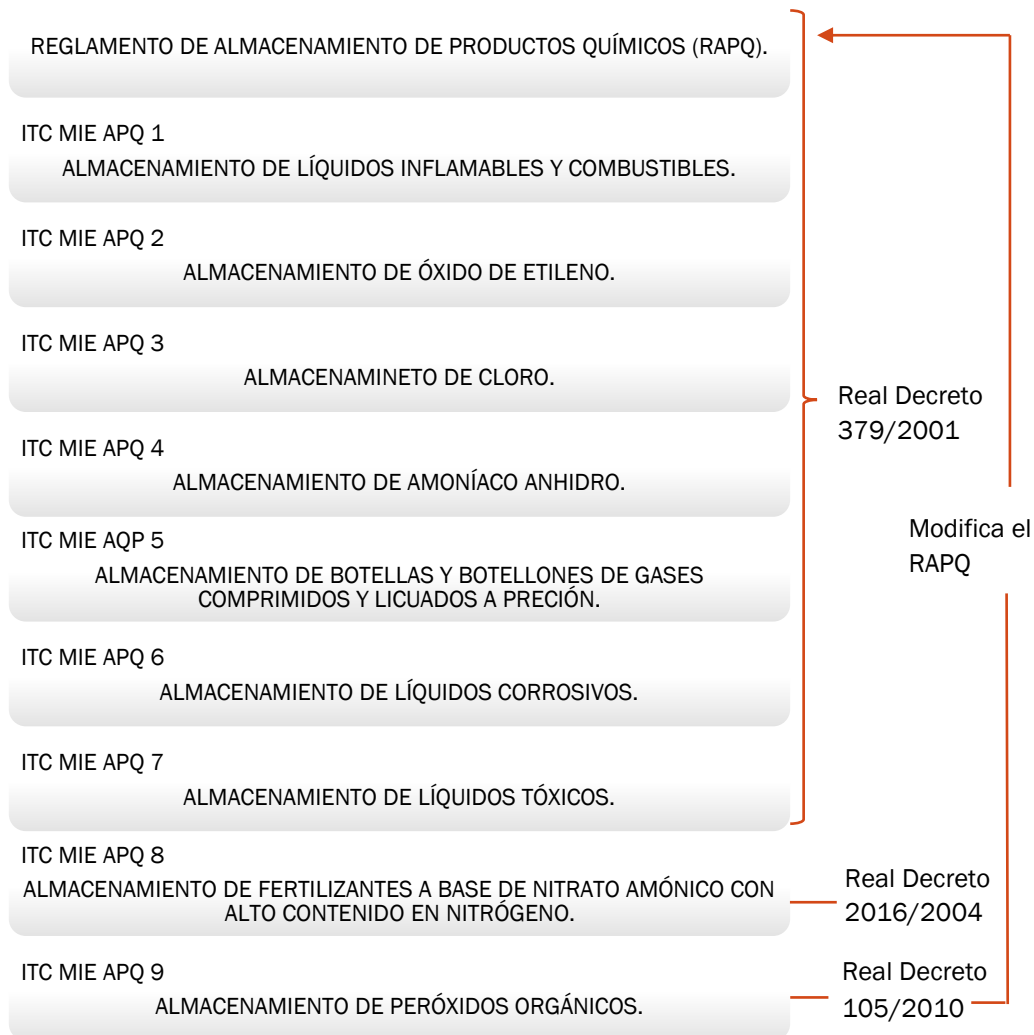 REGLAMENTO DE ALMACENAMIENTO DE PRODUCTOS QUÍMICOS (RAPQ).
ITC MIE APQ 1
ALMACENAMIENTO DE LÍQUIDOS INFLAMABLES Y COMBUSTIBLES.
ITC MIE APQ 2
ALMACENAMIENTO DE ÓXIDO DE ETILENO.
ITC MIE APQ 3
ALMACENAMINETO DE CLORO.
ITC MIE APQ 4
ALMACENAMIENTO DE AMONÍACO ANHIDRO.
ITC MIE AQP 5
ALMACENAMIENTO DE BOTELLAS Y BOTELLONES DE GASES
COMPRIMIDOS Y LICUADOS A PRECIÓN.
ITC MIE APQ 6
ALMACENAMIENTO DE LÍQUIDOS CORROSIVOS.
ITC MIE APQ 7
ALMACENAMIENTO DE LÍQUIDOS TÓXICOS.
Real Decreto
379/2001
Modifica el
RAPQ
ITC MIE APQ 8
ALMACENAMIENTO DE FERTILIZANTES A BASE DE NITRATO AMÓNICO CON
ALTO CONTENIDO EN NITRÓGENO.
Real Decreto
2016/2004
ITC MIE APQ 9
ALMACENAMIENTO DE PERÓXIDOS ORGÁNICOS.
Real Decreto
105/2010